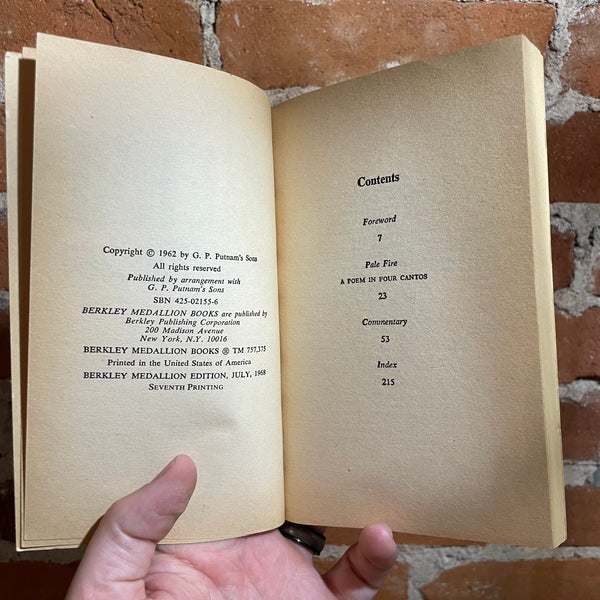 Copyright © 1962 by G. P. Putnam's Sons
All rights reserved
Published by arrangement with
G. P. Putnam's Sons
SBN 425-02155-6
BERKLEY MEDALLION BOOKS are published by
Berkley Publishing Corporation
200 Madison Avenue
New York, N.Y. 10016
BERKLEY MEDALLION BOOKS ® TM 757,375
Printed in the United States of America
BERKLEY MEDALLION EDITION, JULY, 1968
SEVENTH PRINTING
Contents
Foreword
7
Pale Fire
A POEM IN FOUR CANTOS
23
Commentary
53
Index
215